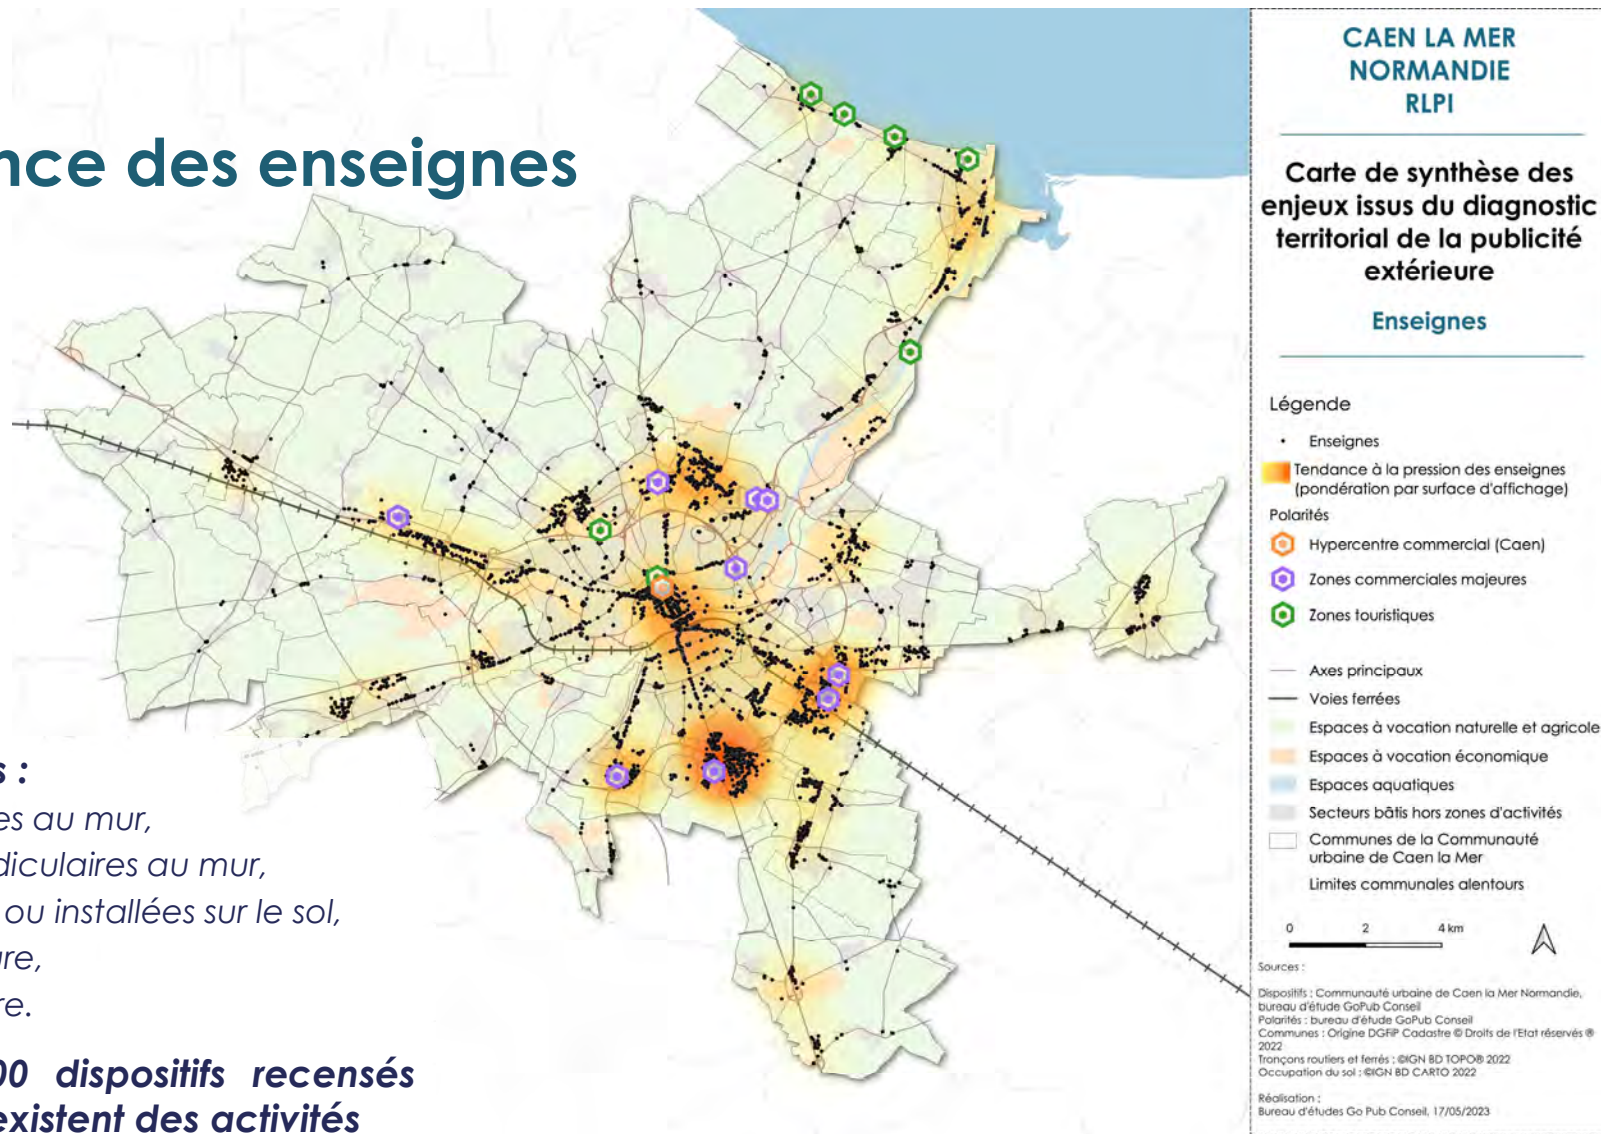 nce des enseignes
s :
es au mur,
diculaires au mur,
ou installées sur le sol,
re.
00 dispositifs recensés
existent des activités
CAEN LA MER
NORMANDIE
RLPI
Carte de synthèse des
enjeux issus du diagnostic
territorial de la publicité
extérieure
Enseignes
Légende
Enseignes
Tendance à la pression des enseignes
(pondération par surface d'affichage)
Polarités
Hypercentre commercial (Caen)
Zones commerciales majeures
Zones touristiques
Axes principaux
Voies ferrées
Espaces à vocation naturelle et agricole
Espaces à vocation économique
Espaces aquatiques
Secteurs bâtis hors zones d'activités
Communes de la Communauté
urbaine de Caen la Mer
Limites communales alentours
0 2 4 km
Sources :
Dispositifs : Communauté urbaine de Caen la Mer Normandie,
bureau d'étude GoPub Conseil
Polarités : bureau d'étude GoPub Conseil
Communes : Origine DGFiP Cadastre © Droits de l'Etat réservés ®
2022
Tronçons routiers et ferrés : ©IGN BD TOPO® 2022
Occupation du sol : ©IGN BD CARTO 2022
Réalisation :
Bureau d'études Go Pub Conseil, 17/05/2023